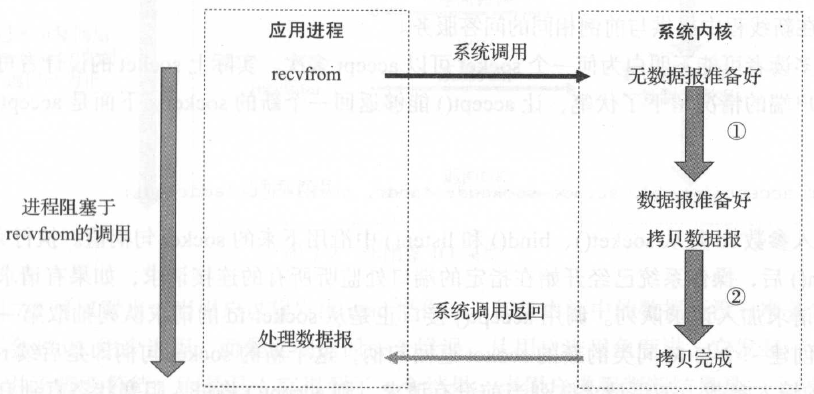 应用进程
系统内核
系统调用
recvfrom
无数据报准备好
①
数据报准备好
进程阻塞于
recvfrom的调用
拷贝数据报
②
系统调用返回
处理数据报
拷贝完成